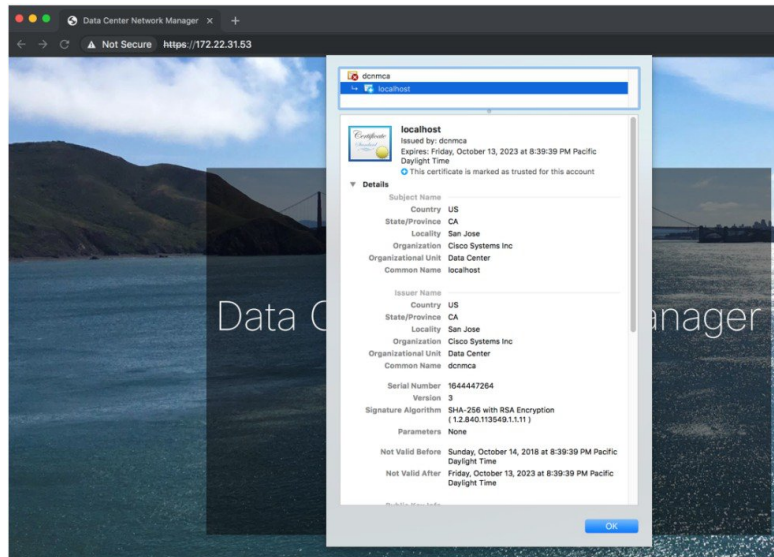 Data Center Network Manager
Not Secure https://172.22.31.53
dcnmca
localhost
Certificate
localhost
Issued by: dcnmca
Expires: Friday, October 13, 2023 at 8:39:39 PM Pacific
Daylight Time
This certificate is marked as trusted for this account
Details
Subject Name
Country US
State/Province CA
Locality San Jose
Organization Cisco Systems Inc
Organizational Unit Data Center
Common Name localhost
Issuer Name
Country US
State/Province CA
Locality San Jose
Organization Cisco Systems Inc
Organizational Unit Data Center
Common Name dcnmca
Serial Number 1644447264
Version 3
Signature Algorithm SHA-256 with RSA Encryption
( 1.2.840.113549.1.1.11 )
Parameters None
Not Valid Before Sunday, October 14, 2018 at 8:39:39 PM Pacific
Daylight Time
Not Valid After Friday, October 13, 2023 at 8:39:39 PM Pacific
Daylight Time
Data C
anager
OK